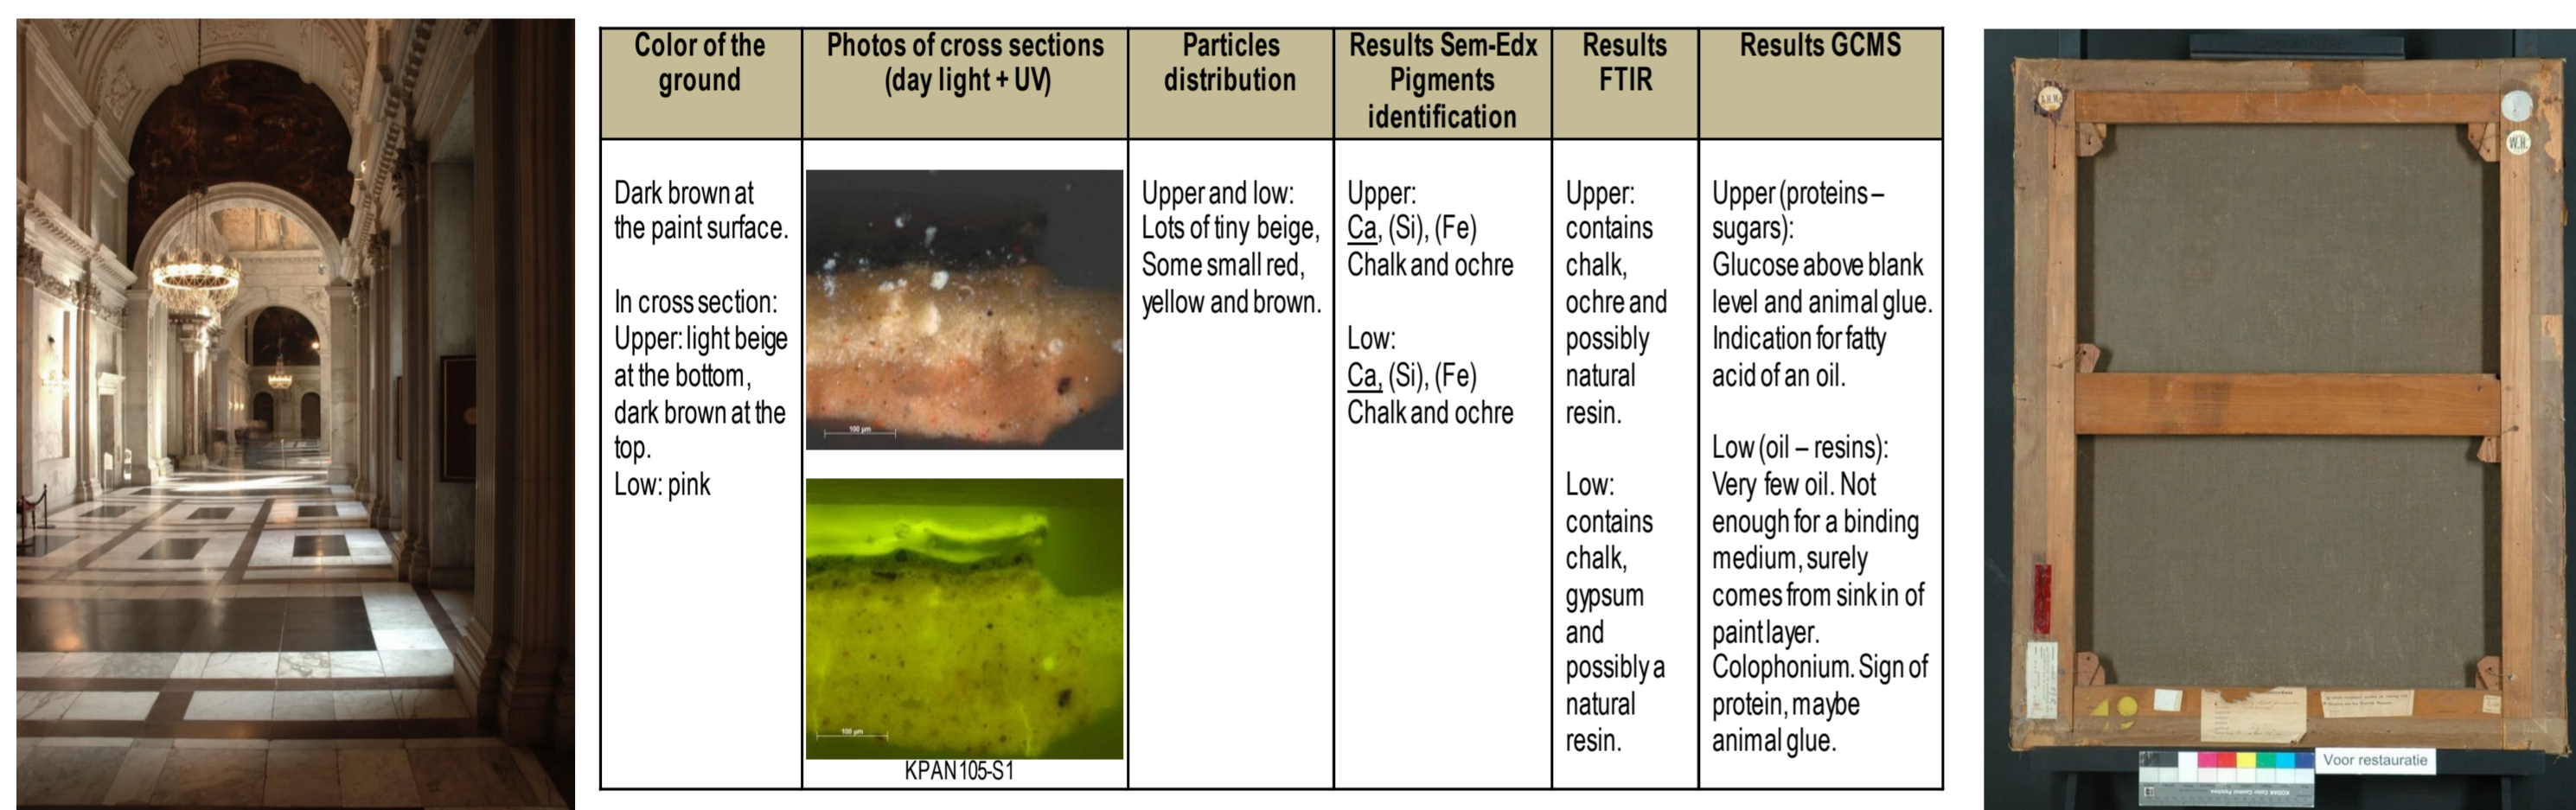 Color of the
ground
Photos of cross sections
(day light + UV)
Particles
distribution
Results Sem-Edx
Pigments
identification
Results
FTIR
Results GCMS
Dark brown at
the paint surface.
In cross section:
Upper: light beige
at the bottom,
dark brown at the
top.
Low: pink
100 µm
100 µm
KPAN105-S1
Upper and low:
Lots of tiny beige,
Some small red,
yellow and brown.
Upper:
Ca, (Si), (Fe)
Chalk and ochre
Low:
Ca, (Si), (Fe)
Chalk and ochre
Upper:
contains
chalk,
ochre and
possibly
natural
resin.
Low:
contains
chalk,
gypsum
and
possibly a
natural
resin.
Upper (proteins –
sugars):
Glucose above blank
level and animal glue.
Indication for fatty
acid of an oil.
Low (oil – resins):
Very few oil. Not
enough for a binding
medium, surely
comes from sink in of
paint layer.
Colophonium. Sign of
protein, maybe
animal glue.
W.H.
Voor restauratie